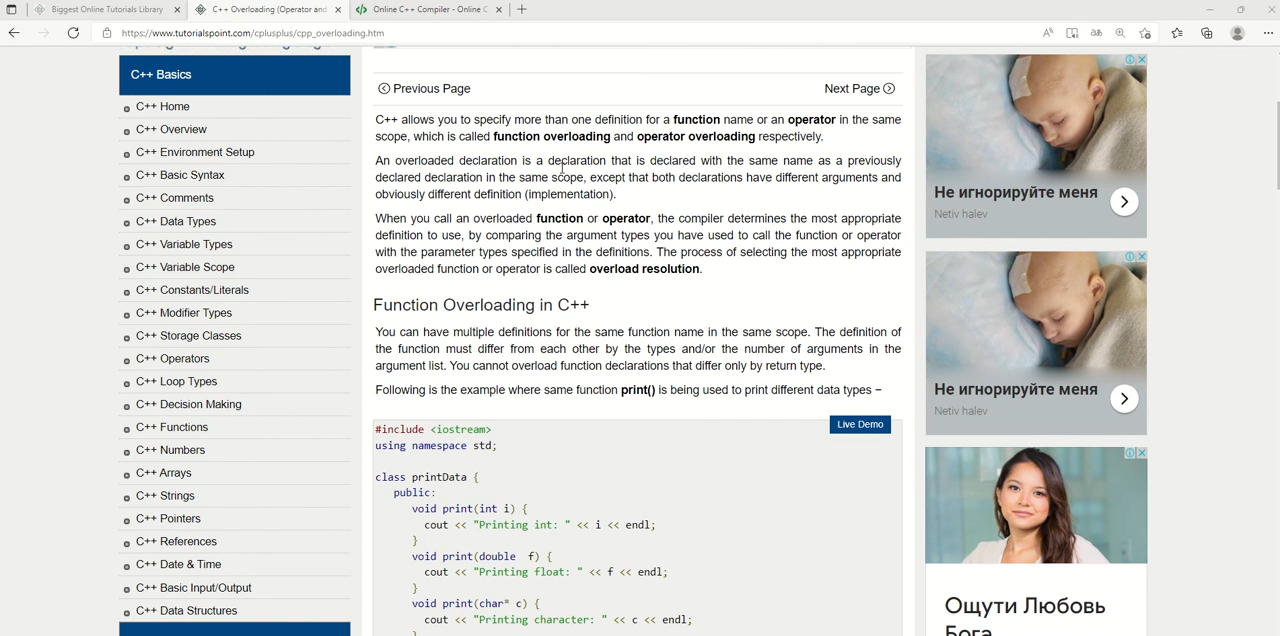 Biggest Online Tutorials Library
C++ Overloading (Operator and
Online C++ Compiler - Online C
https://www.tutorialspoint.com/cplusplus/cpp_overloading.htm
C++ Basics
C++ Home
C++ Overview
C++ Environment Setup
C++ Basic Syntax
C++ Comments
C++ Data Types
C++ Variable Types
C++ Variable Scope
C++ Constants/Literals
C++ Modifier Types
C++ Storage Classes
C++ Operators
C++ Loop Types
C++ Decision Making
C++ Functions
C++ Numbers
C++ Arrays
C++ Strings
C++ Pointers
C++ References
C++ Date & Time
C++ Basic Input/Output
C++ Data Structures
Previous Page
Next Page
C++ allows you to specify more than one definition for a function name or an operator in the same
scope, which is called function overloading and operator overloading respectively.
An overloaded declaration is a declaration that is declared with the same name as a previously
declared declaration in the same scope, except that both declarations have different arguments and
obviously different definition (implementation).
When you call an overloaded function or operator, the compiler determines the most appropriate
definition to use, by comparing the argument types you have used to call the function or operator
with the parameter types specified in the definitions. The process of selecting the most appropriate
overloaded function or operator is called overload resolution.
Function Overloading in C++
You can have multiple definitions for the same function name in the same scope. The definition of
the function must differ from each other by the types and/or the number of arguments in the
argument list. You cannot overload function declarations that differ only by return type.
Following is the example where same function print() is being used to print different data types −
Live Demo
#include <iostream>
using namespace std;
class printData {
public:
void print(int i) {
cout << "Printing int: " << i << endl;
}
void print(double  f) {
cout << "Printing float: " << f << endl;
}
void print(char* c) {
cout << "Printing character: " << c << endl;
}
Не игнорируйте меня
Netiv halev
Не игнорируйте меня
Netiv halev
Ощути Любовь
Бога